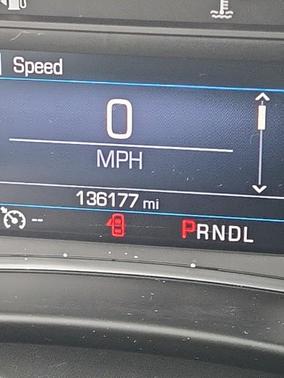 Speed
0
MPH
136177 mi
-- PRNDL